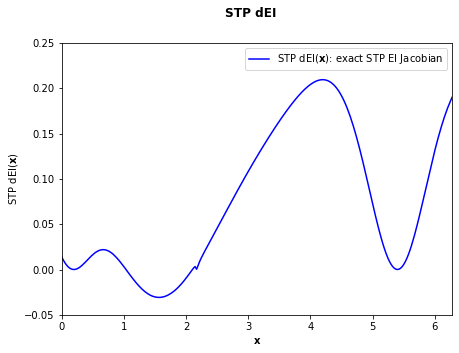 STP dEI
STP dEI(x): exact STP EI Jacobian
0.25
0.20
0.15
0.10
0.05
0.00
−0.05
STP dEI(x)
0 1 2 3 4 5 6
x